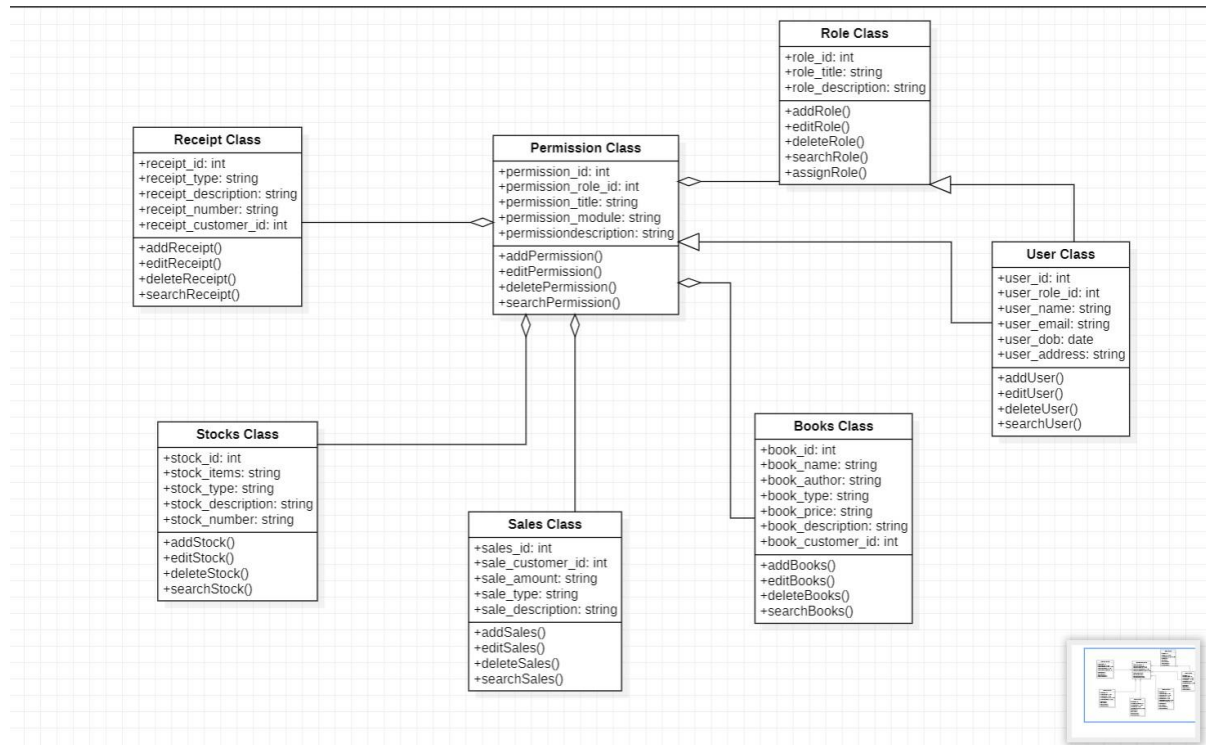 Role Class
+role_id: int
+role_title: string
+role_description: string
+addRole()
+editRole()
+deleteRole()
+searchRole()
+assignRole()
Receipt Class
+receipt_id: int
+receipt_type: string
+receipt_description: string
+receipt_number: string
+receipt_customer_id: int
+addReceipt()
+editReceipt()
+deleteReceipt()
+searchReceipt()
Permission Class
+permission_id: int
+permission_role_id: int
+permission_title: string
+permission_module: string
+permissiondescription: string
+addPermission()
+editPermission()
+deletePermission()
+searchPermission()
User Class
+user_id: int
+user_role_id: int
+user_name: string
+user_email: string
+user_dob: date
+user_address: string
+addUser()
+editUser()
+deleteUser()
+searchUser()
Stocks Class
+stock_id: int
+stock_items: string
+stock_type: string
+stock_description: string
+stock_number: string
+addStock()
+editStock()
+deleteStock()
+searchStock()
Sales Class
+sales_id: int
+sale_customer_id: int
+sale_amount: string
+sale_type: string
+sale_description: string
+addSales()
+editSales()
+deleteSales()
+searchSales()
Books Class
+book_id: int
+book_name: string
+book_author: string
+book_type: string
+book_price: string
+book_description: string
+book_customer_id: int
+addBooks()
+editBooks()
+deleteBooks()
+searchBooks()